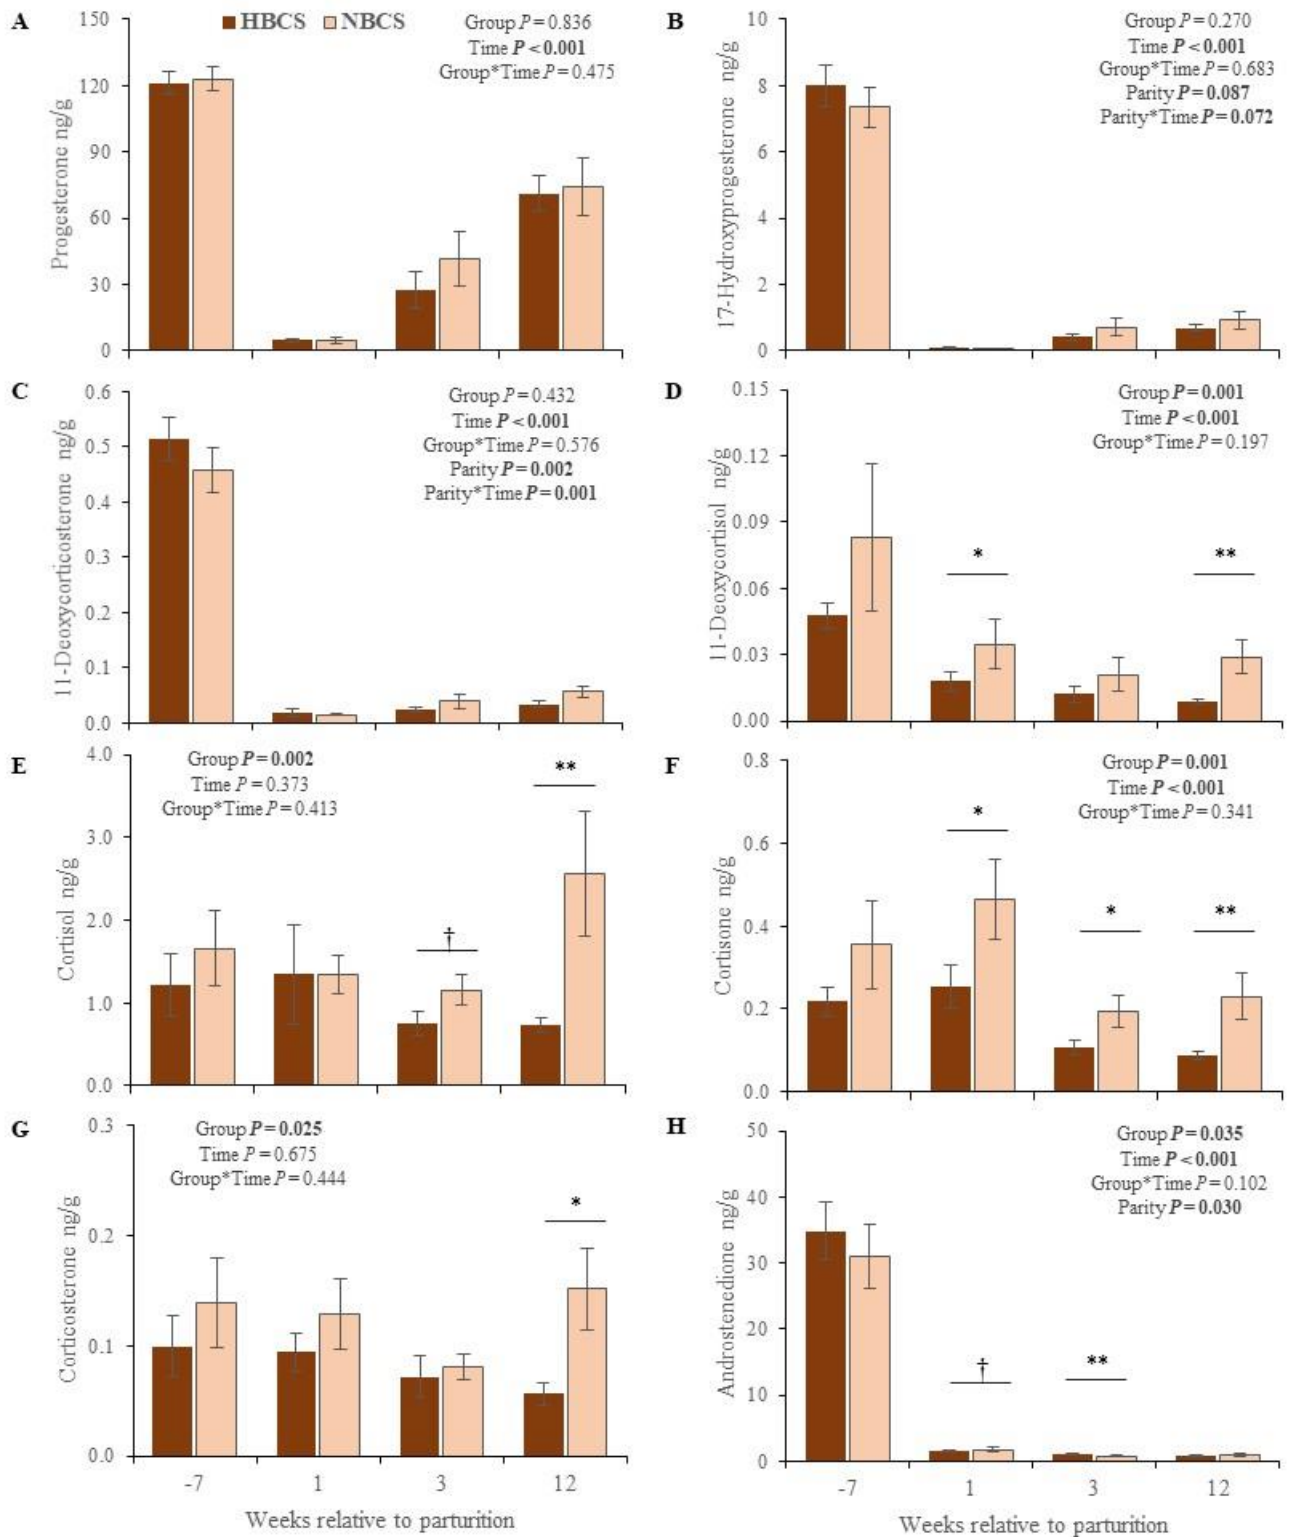 A
HBCS NBCS
Group P = 0.836
Time P < 0.001
Group*Time P = 0.475
Progesterone ng/g
150
120
90
60
30
0
B
Group P = 0.270
Time P < 0.001
Group*Time P = 0.683
Parity P = 0.087
Parity*Time P = 0.072
17-Hydroxyprogesterone ng/g
10
8
6
4
2
0
C
Group P = 0.432
Time P < 0.001
Group*Time P = 0.576
Parity P = 0.002
Parity*Time P = 0.001
11-Deoxycorticosterone ng/g
0.6
0.5
0.4
0.3
0.2
0.1
0.0
D
Group P = 0.001
Time P < 0.001
Group*Time P = 0.197
11-Deoxycortisol ng/g
0.15
0.12
0.09
0.06
0.03
0.00
*
**
E
Group P = 0.002
Time P = 0.373
Group*Time P = 0.413
Cortisol ng/g
4.0
3.0
2.0
1.0
0.0
†
**
F
Group P = 0.001
Time P < 0.001
Group*Time P = 0.341
Cortisone ng/g
0.8
0.6
0.4
0.2
0.0
*
*
**
G
Group P = 0.025
Time P = 0.675
Group*Time P = 0.444
Corticosterone ng/g
0.3
0.2
0.1
0.0
*
-7 1 3 12
Weeks relative to parturition
H
Group P = 0.035
Time P < 0.001
Group*Time P = 0.102
Parity P = 0.030
Androstenedione ng/g
50
40
30
20
10
0
†
**
-7 1 3 12
Weeks relative to parturition